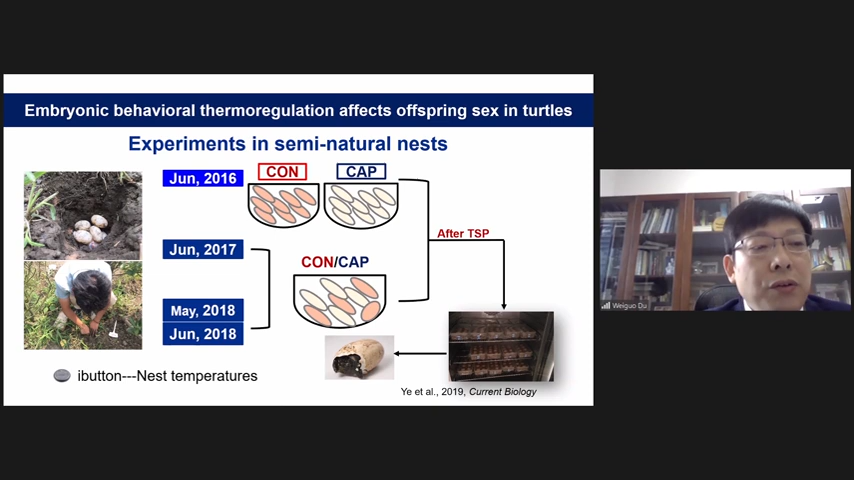 Embryonic behavioral thermoregulation affects offspring sex in turtles
Experiments in semi-natural nests
Jun, 2016
CON
CAP
After TSP
Jun, 2017
CON/CAP
May, 2018
Jun, 2018
ibutton---Nest temperatures
Ye et al., 2019, Current Biology
Weiguo Du